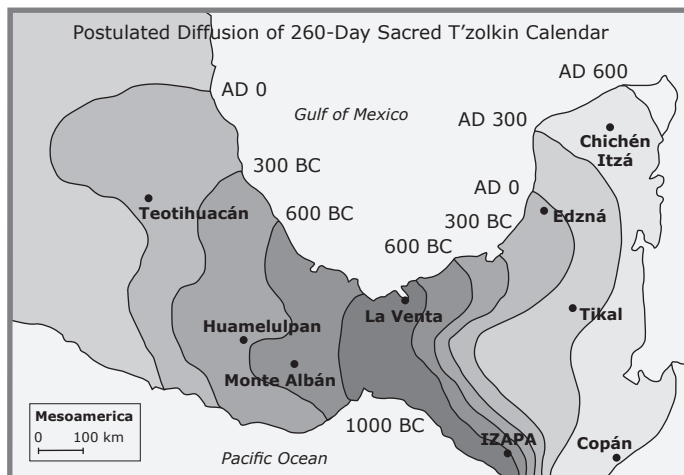 Postulated Diffusion of 260-Day Sacred T’zolkin Calendar
AD 600
AD 0
Gulf of Mexico
AD 300
Chichén
Itzá
300 BC
AD 0
Teotihuacán
600 BC
300 BC
Edzná
600 BC
La Venta
Tikal
Huamelulpan
Monte Albán
Mesoamerica
0 100 km
1000 BC
IZAPA
Copán
Pacific Ocean